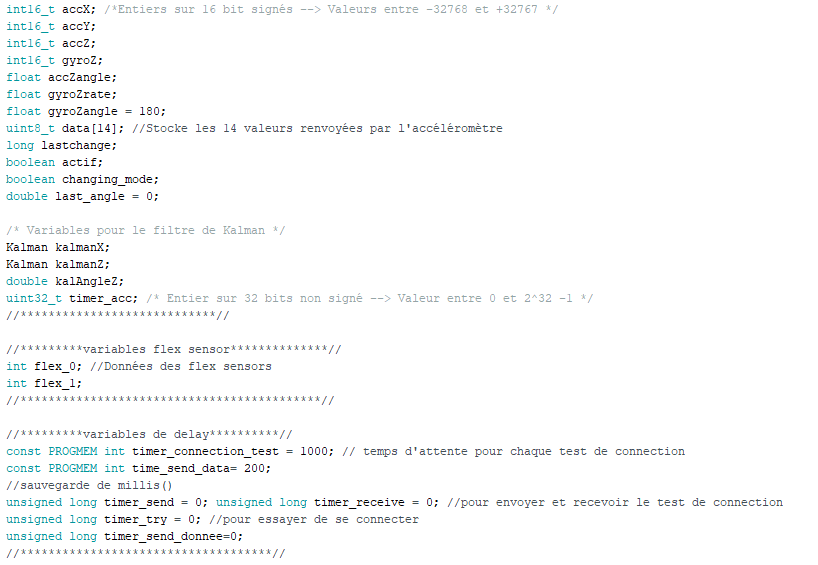 int16_t accX; /*Entiers sur 16 bit signés --> Valeurs entre -32768 et +32767 */
int16_t accY;
int16_t accZ;
int16_t gyroZ;
float accZangle;
float gyroZrate;
float gyroZangle = 180;
uint8_t data[14]; //Stocke les 14 valeurs renvoyées par l'accéléromètre
long lastchange;
boolean actif;
boolean changing_mode;
double last_angle = 0;

/* Variables pour le filtre de Kalman */
Kalman kalmanX;
Kalman kalmanZ;
double kalAngleZ;
uint32_t timer_acc; /* Entier sur 32 bits non signé --> Valeur entre 0 et 2^32 -1 */
//****************************//

//*********variables flex sensor**************//
int flex_0; //Données des flex sensors
int flex_1;
//*******************************************//

//*********variables de delay**********//
const PROGMEM int timer_connection_test = 1000; // temps d'attente pour chaque test de connection
const PROGMEM int time_send_data= 200;
//sauvegarde de millis()
unsigned long timer_send = 0; unsigned long timer_receive = 0; //pour envoyer et recevoir le test de connection
unsigned long timer_try = 0; //pour essayer de se connecter
unsigned long timer_send_donnee=0;
//************************************//